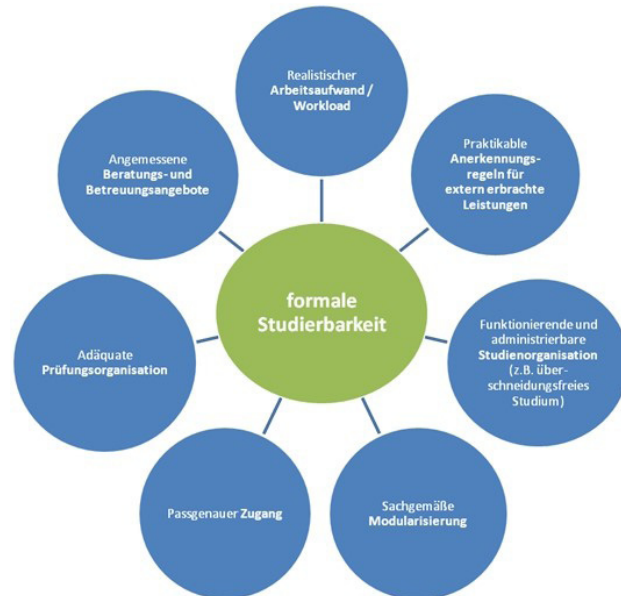 Realistischer
Arbeitsaufwand /
Workload
Praktikable
Anerkennungs-
regeln für
extern erbrachte
Leistungen
Funktionierende und
administrierbare
Studienorganisation
(z.B. über-
schneidungsfreies
Studium)
Sachgemäße
Modularisierung
Passgenauer Zugang
Adäquate
Prüfungsorganisation
Angemessene
Beratungs- und
Betreuungsangebote
formale
Studierbarkeit